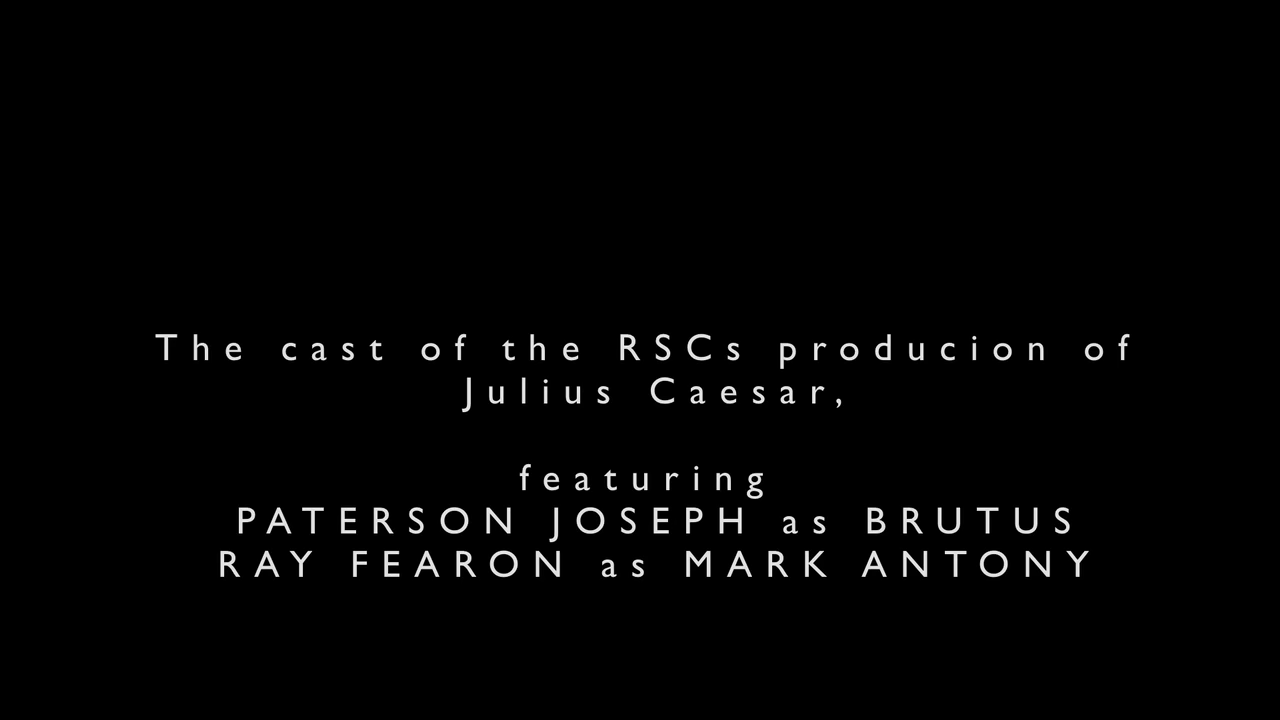 The cast of the RSCs producion of
Julius Caesar,
featuring
PATERSON JOSEPH as BRUTUS
RAY FEARON as MARK ANTONY